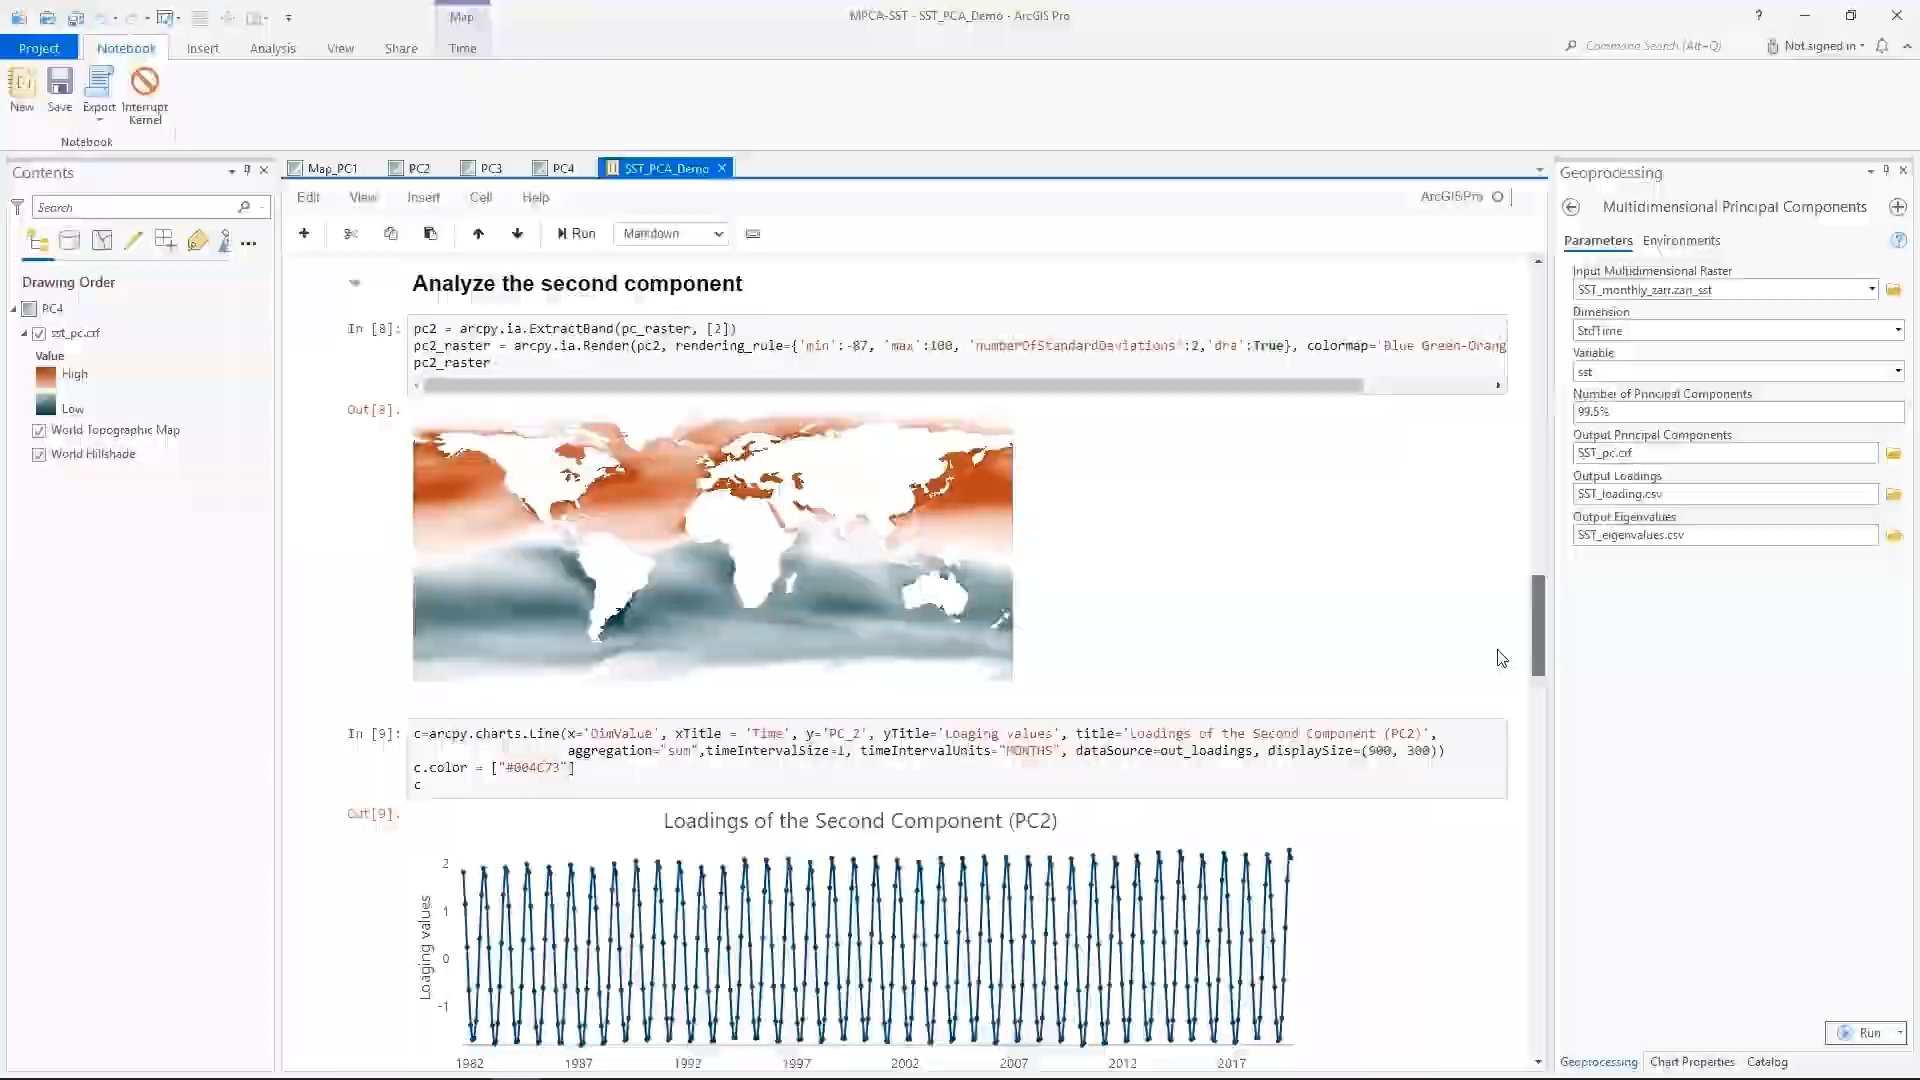 Map
MPCA-SST - SST_PCA_Demo - ArcGIS Pro
Project
Notebook
Insert
Analysis
View
Share
Time
Command Search (Alt+Q)
Not signed in
New
Save
Export
Interrupt
Kernel
Notebook
Contents
Search
Drawing Order
PC4
sst_pc.crf
Value
High
Low
World Topographic Map
World Hillshade
Map_PC1
PC2
PC3
PC4
SST_PCA_Demo
Edit
View
Insert
Cell
Help
ArcGISPro
Run
Markdown
Analyze the second component
In [8]:
pc2 = arcpy.ia.ExtractBand(pc_raster, [2])
pc2_raster = arcpy.ia.Render(pc2, rendering_rule={'min':-87, 'max':100, 'numberOfStandardDeviations':2,'dra':True}, colormap='Blue Green-Orang
pc2_raster
Out[8]:
In [9]:
c=arcpy.charts.Line(x='DimValue', xTitle = 'Time', y='PC_2', yTitle='Loaging values', title='Loadings of the Second Component (PC2)',
aggregation="sum",timeIntervalSize=1, timeIntervalUnits="MONTHS", dataSource=out_loadings, displaySize=(900, 300))
c.color = ["#004C73"]
c
Out[9]:
Loadings of the Second Component (PC2)
Loaging values
2
1
0
-1
1982
1987
1992
1997
2002
2007
2012
2017
Geoprocessing
Multidimensional Principal Components
Parameters
Environments
Input Multidimensional Raster
SST_monthly_zarr.zarr_sst
Dimension
StdTime
Variable
sst
Number of Principal Components
99.5%
Output Principal Components
SST_pc.crf
Output Loadings
SST_loading.csv
Output Eigenvalues
SST_eigenvalues.csv
Run
Geoprocessing
Chart Properties
Catalog